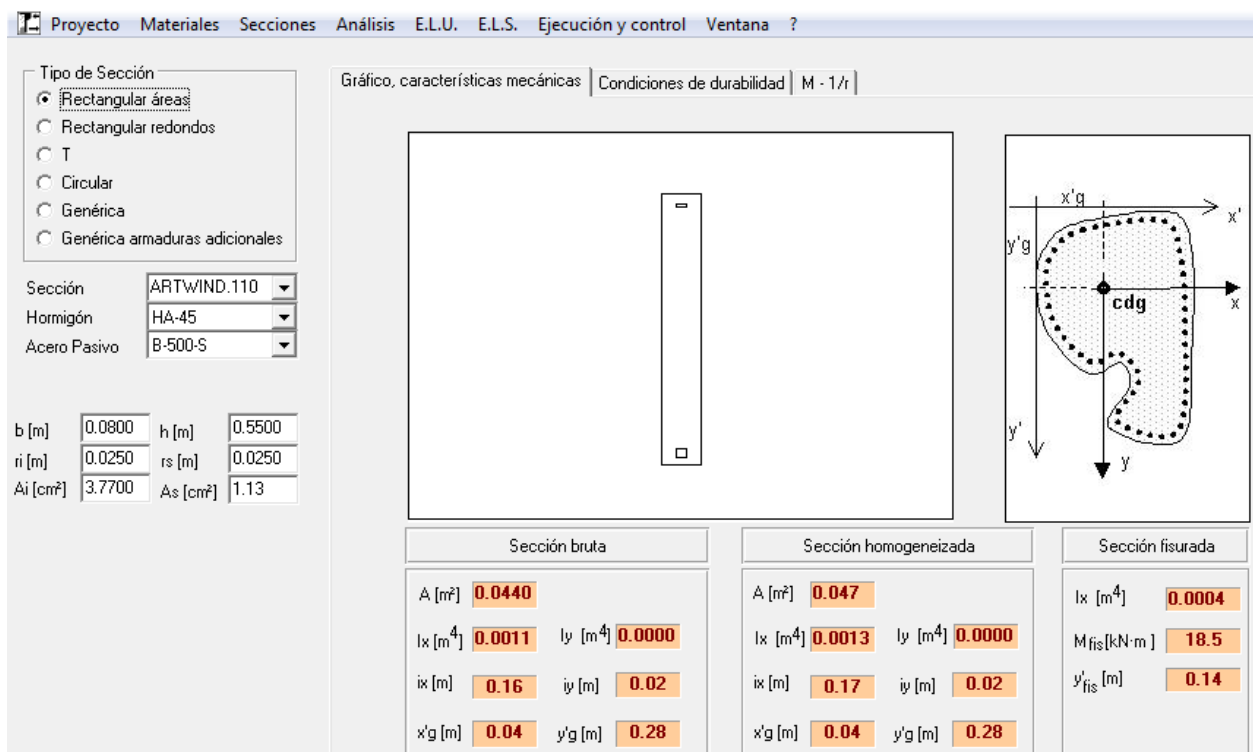 Proyecto Materiales Secciones Análisis E.L.U. E.L.S. Ejecución y control Ventana ?
Tipo de Sección
Rectangular áreas
Rectangular redondos
T
Circular
Genérica
Genérica armaduras adicionales
Sección ARTWIND.110
Hormigón HA-45
Acero Pasivo B-500-S
b [m] 0.0800 h [m] 0.5500
ri [m] 0.0250 rs [m] 0.0250
Ai [cm²] 3.7700 As [cm²] 1.13
Gráfico, características mecánicas Condiciones de durabilidad M - 1/r
x'g
x'
y'g
cdg
x
y'
y
Sección bruta
A [m²] 0.0440
Ix [m⁴] 0.0011 Iy [m⁴] 0.0000
ix [m] 0.16 iy [m] 0.02
x'g [m] 0.04 y'g [m] 0.28
Sección homogeneizada
A [m²] 0.047
Ix [m⁴] 0.0013 Iy [m⁴] 0.0000
ix [m] 0.17 iy [m] 0.02
x'g [m] 0.04 y'g [m] 0.28
Sección fisurada
Ix [m⁴] 0.0004
Mfis[kN·m ] 18.5
y'fis [m] 0.14